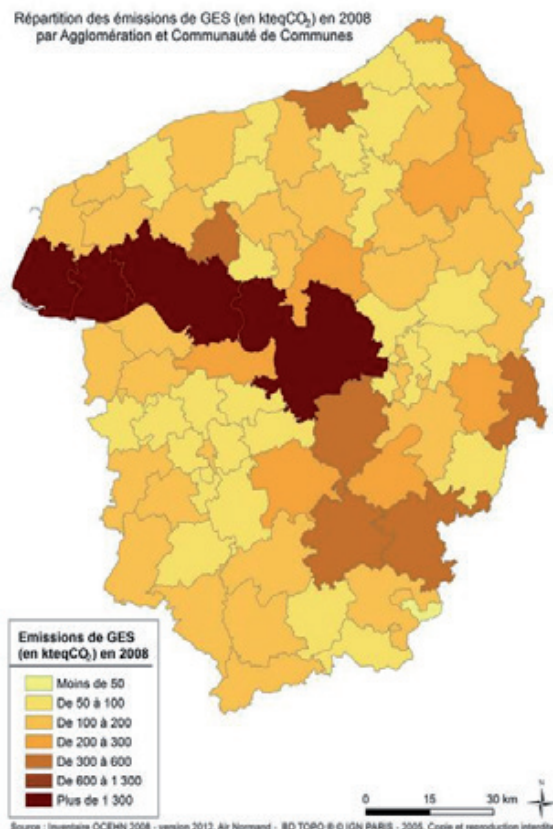 Répartition des émissions de GES (en kteqCO₂) en 2008
par Agglomération et Communauté de Communes
Emissions de GES
(en kteqCO₂) en 2008
Moins de 50
De 50 à 100
De 100 à 200
De 200 à 300
De 300 à 600
De 600 à 1 300
Plus de 1 300
N
0 15 30 km
Source : Inventaire OCEHN 2008 - version 2012, Air Normand - BD TOPO ® © IGN PARIS - 2005, Copie et reproduction interdite